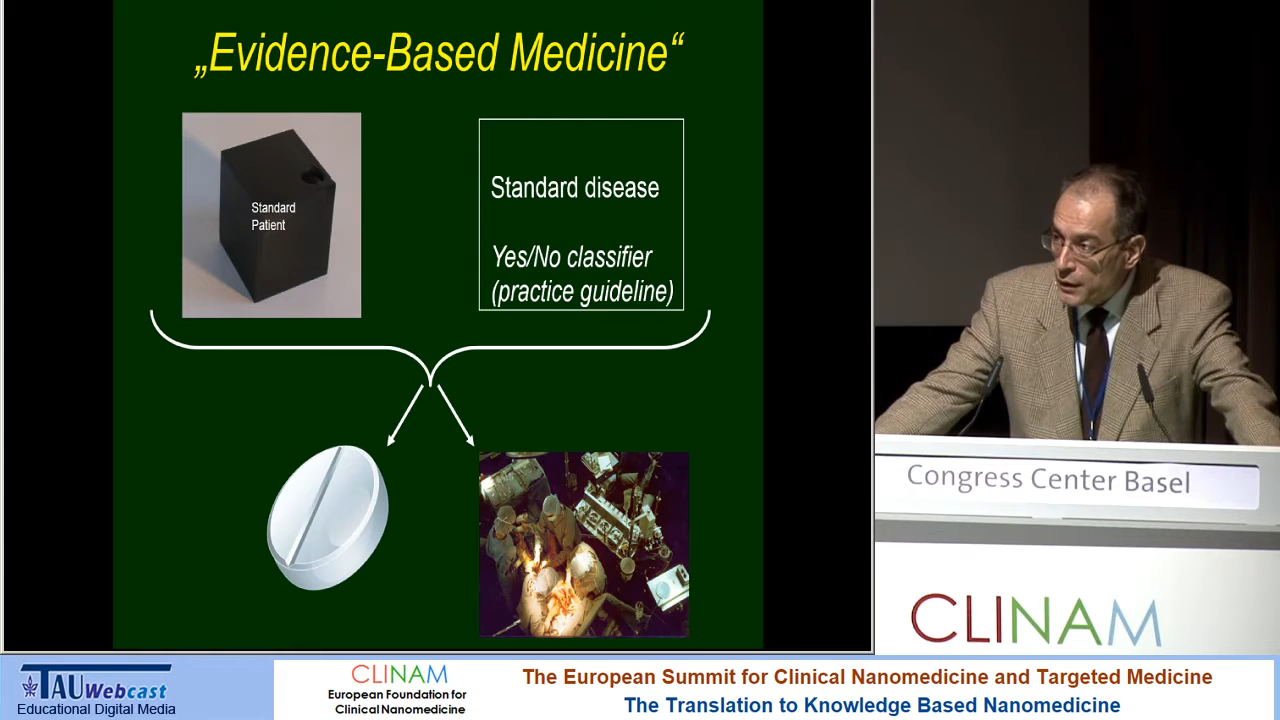 „Evidence-Based Medicine“
Standard
Patient
Standard disease
Yes/No classifier
(practice guideline)
Congress Center Basel
CLINAM
TAU Webcast
Educational Digital Media
CLINAM
European Foundation for
Clinical Nanomedicine
The European Summit for Clinical Nanomedicine and Targeted Medicine
The Translation to Knowledge Based Nanomedicine